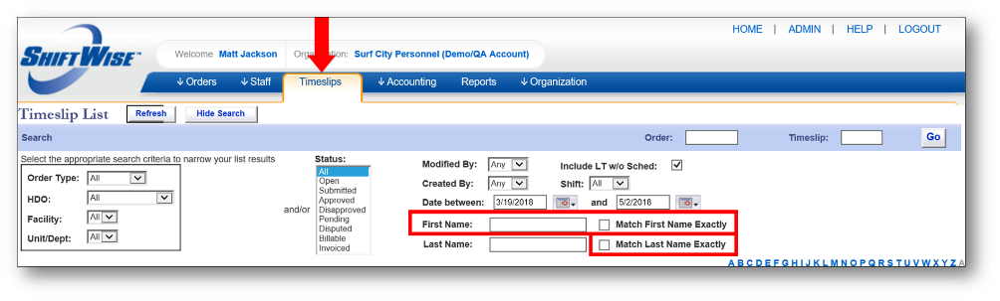 HOME | ADMIN | HELP | LOGOUT
SHIFTWISE™
Welcome Matt Jackson Organization: Surf City Personnel (Demo/QA Account)
↓ Orders ↓ Staff Timeslips ↓ Accounting Reports ↓ Organization
Timeslip List Refresh Hide Search
Search Order: Timeslip: Go
Select the appropriate search criteria to narrow your list results
Order Type: All
HDO: All
Facility: All
Unit/Dept: All
and/or
Status:
All
Open
Submitted
Approved
Disapproved
Pending
Disputed
Billable
Invoiced
Modified By: Any Include LT w/o Sched:
Created By: Any Shift: All
Date between: 3/19/2018 and 5/2/2018
First Name: Match First Name Exactly
Last Name: Match Last Name Exactly
A B C D E F G H I J K L M N O P Q R S T U V W X Y Z A